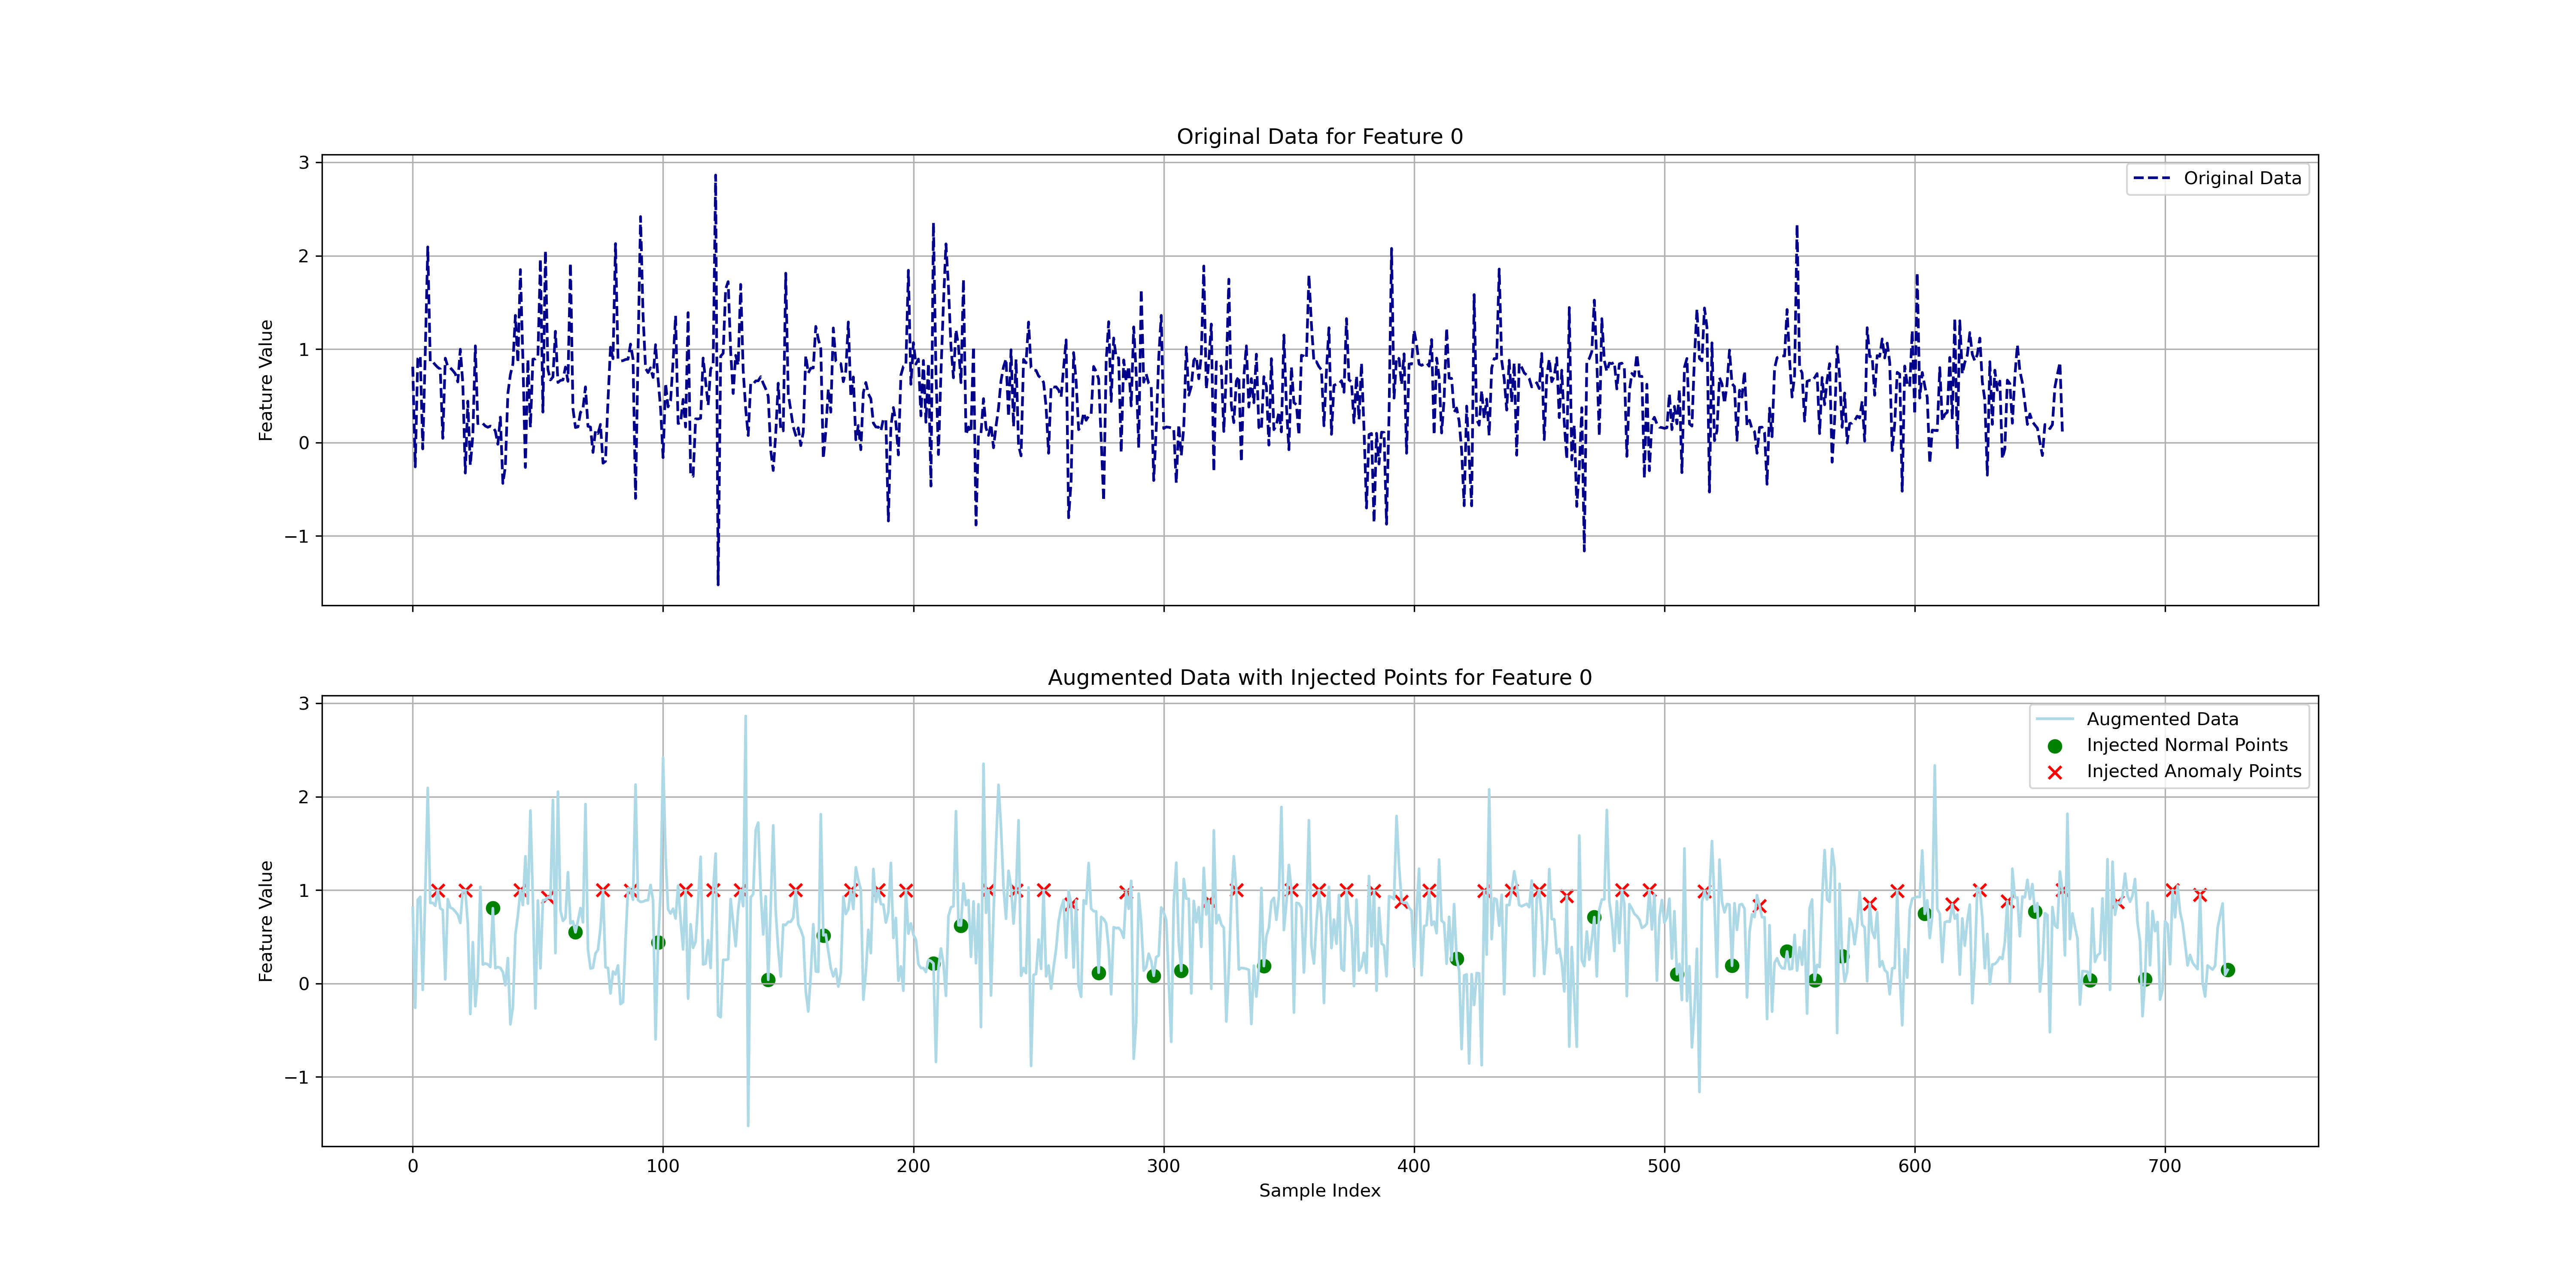 Original Data for Feature 0
3
2
1
0
−1
Feature Value
Original Data
Augmented Data with Injected Points for Feature 0
3
2
1
0
−1
Feature Value
Augmented Data
Injected Normal Points
Injected Anomaly Points
0 100 200 300 400 500 600 700
Sample Index